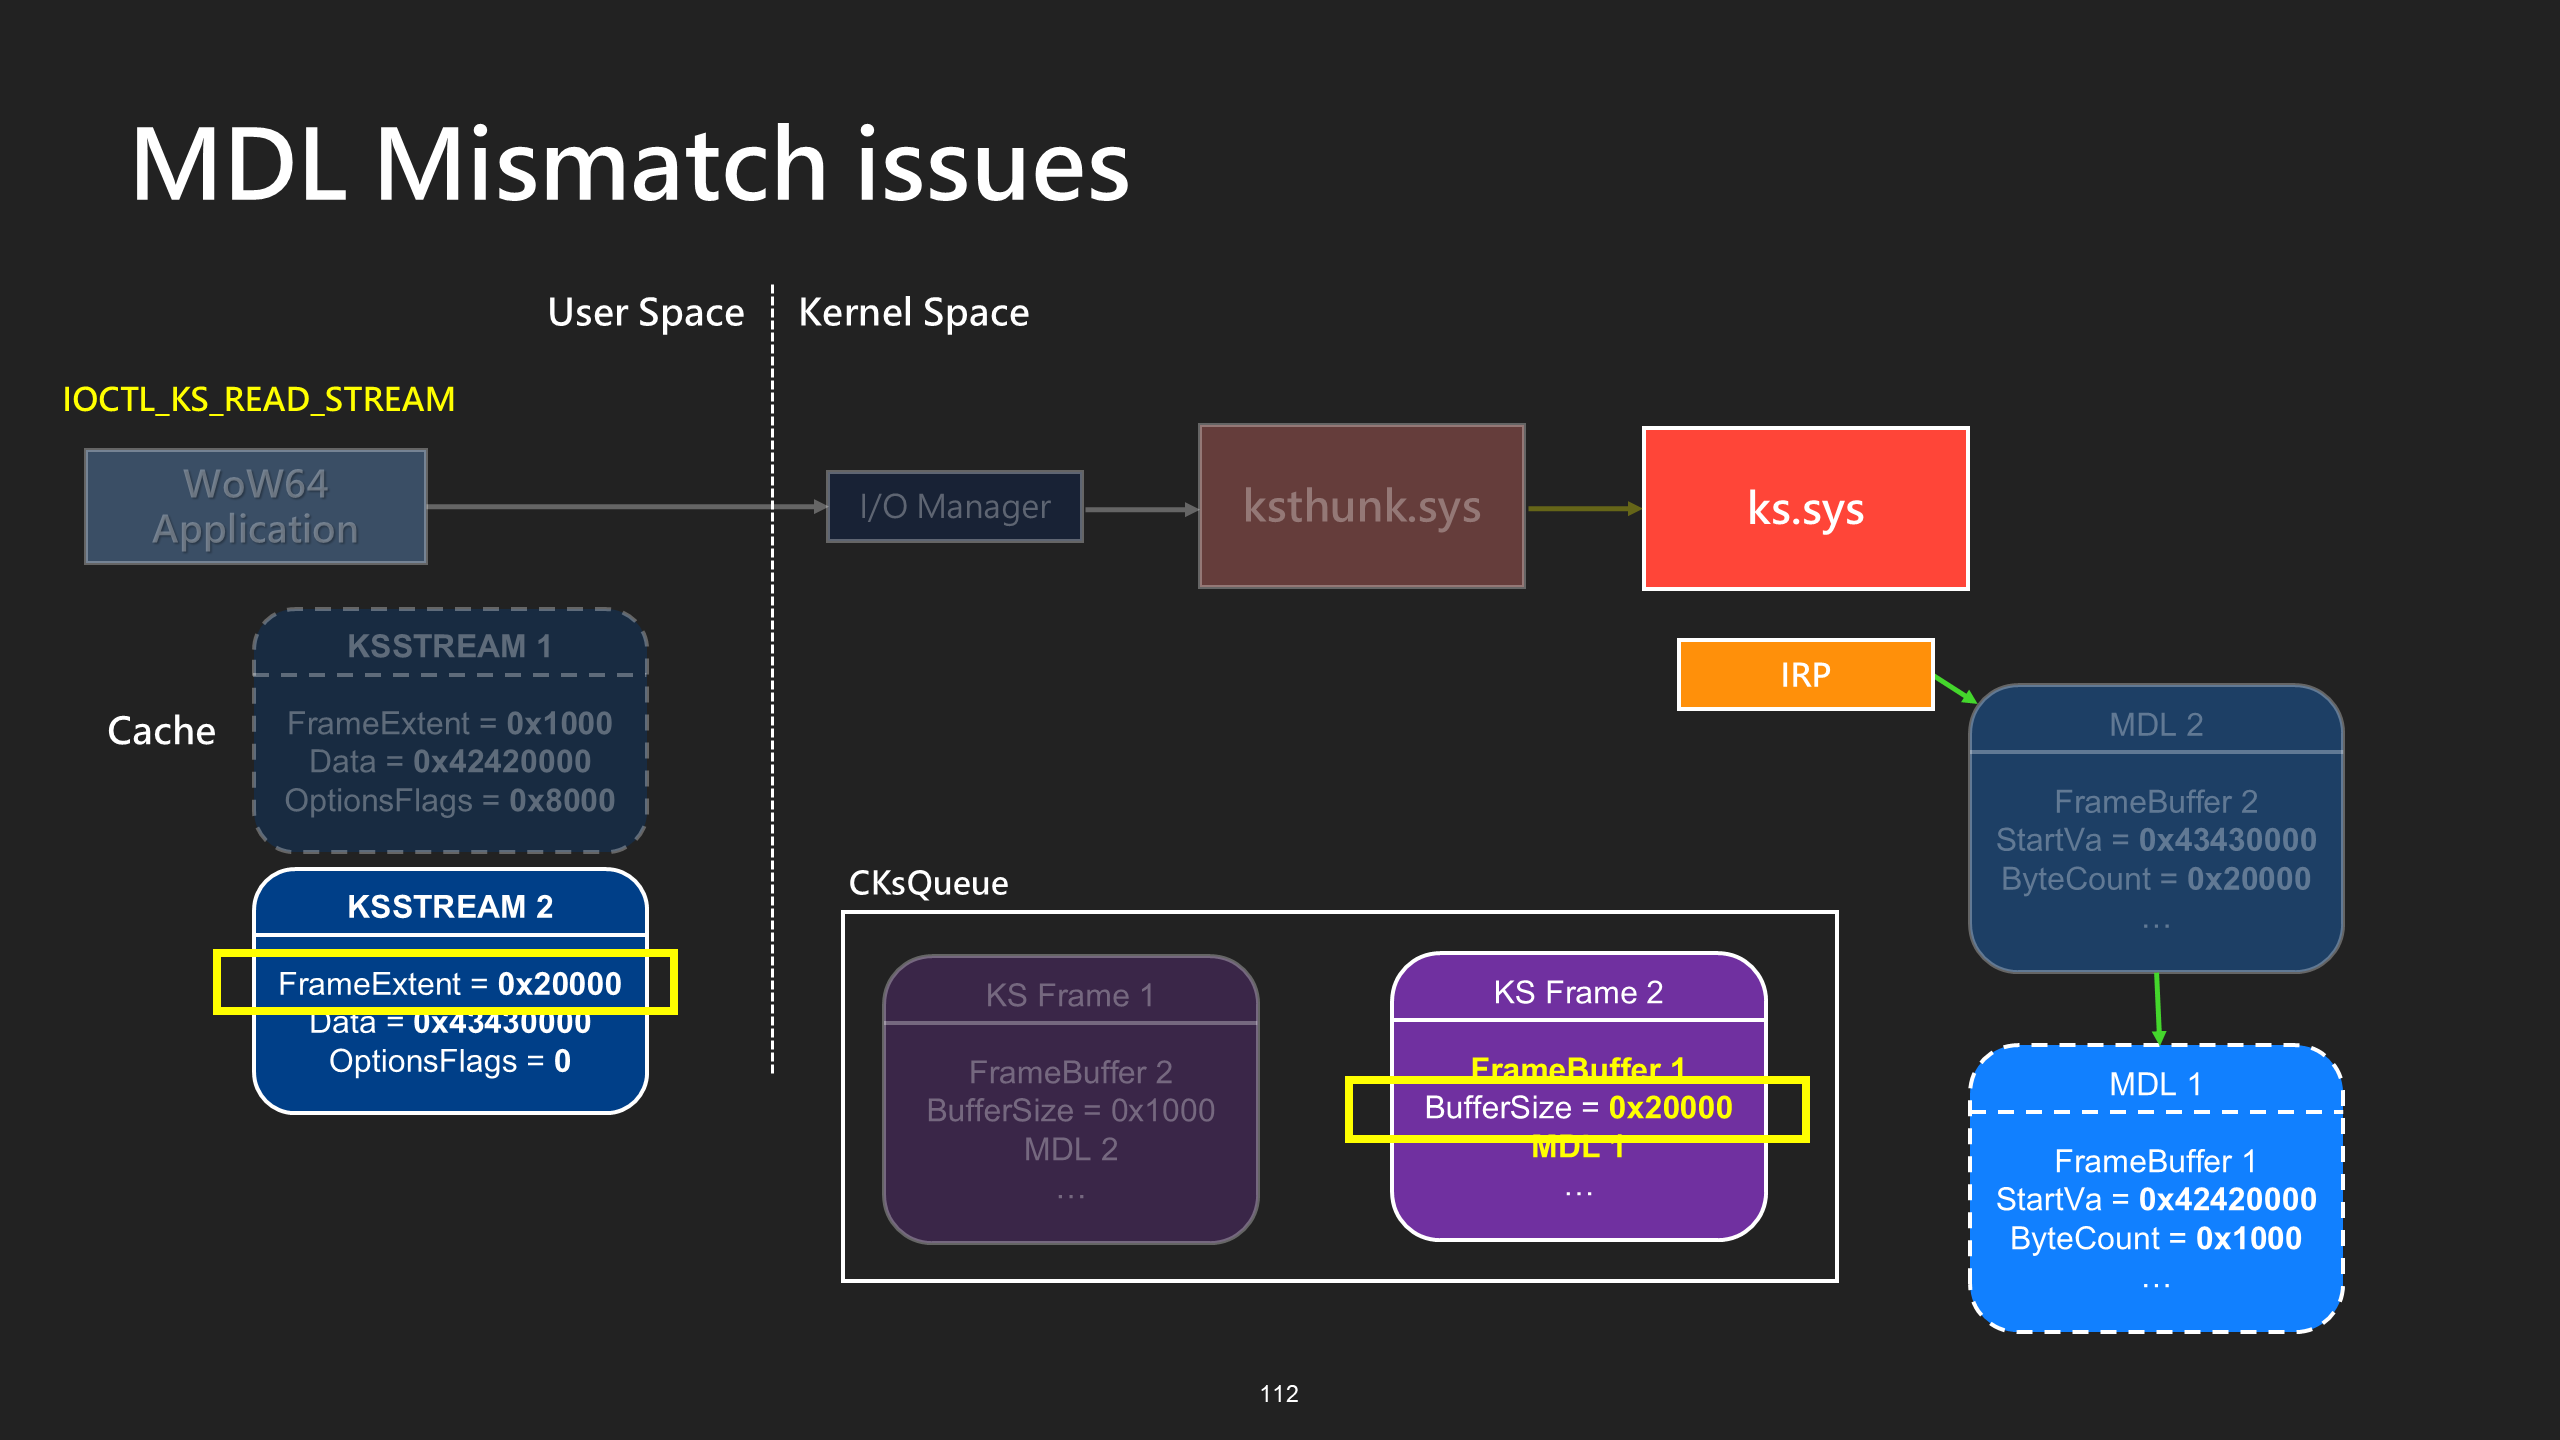 MDL Mismatch issues
User Space
Kernel Space
IOCTL_KS_READ_STREAM
WoW64
Application
I/O Manager
ksthunk.sys
ks.sys
IRP
Cache
KSSTREAM 1
FrameExtent = 0x1000
Data = 0x42420000
OptionsFlags = 0x8000
KSSTREAM 2
FrameExtent = 0x20000
Data = 0x43430000
OptionsFlags = 0
CKsQueue
KS Frame 1
FrameBuffer 2
BufferSize = 0x1000
MDL 2
...
KS Frame 2
FrameBuffer 1
BufferSize = 0x20000
MDL 1
...
MDL 2
FrameBuffer 2
StartVa = 0x43430000
ByteCount = 0x20000
...
MDL 1
FrameBuffer 1
StartVa = 0x42420000
ByteCount = 0x1000
...
112